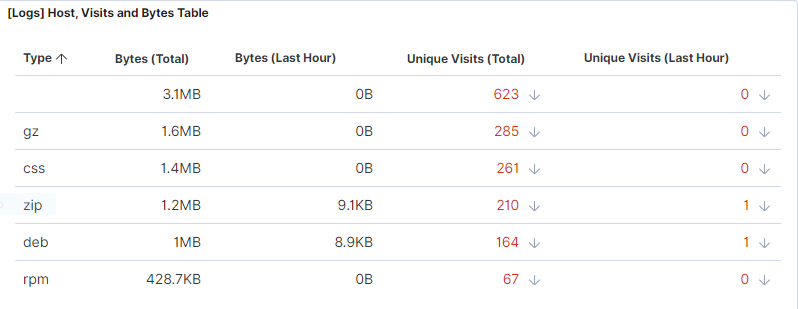 [Logs] Host, Visits and Bytes Table
Type ↑ Bytes (Total) Bytes (Last Hour) Unique Visits (Total) Unique Visits (Last Hour)
3.1MB 0B 623 ↓ 0 ↓
gz 1.6MB 0B 285 ↓ 0 ↓
css 1.4MB 0B 261 ↓ 0 ↓
zip 1.2MB 9.1KB 210 ↓ 1 ↓
deb 1MB 8.9KB 164 ↓ 1 ↓
rpm 428.7KB 0B 67 ↓ 0 ↓